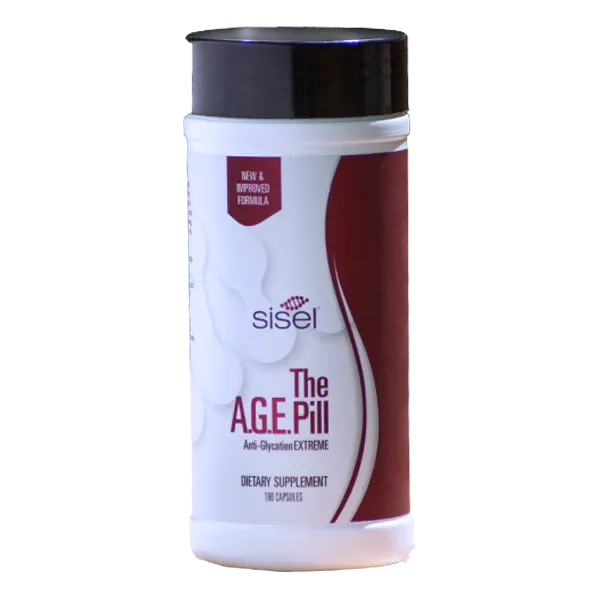 NEW &
IMPROVED
FORMULA
sisel
The
A.G.E. Pill
Anti-Glycation EXTREME
DIETARY SUPPLEMENT
180 CAPSULES